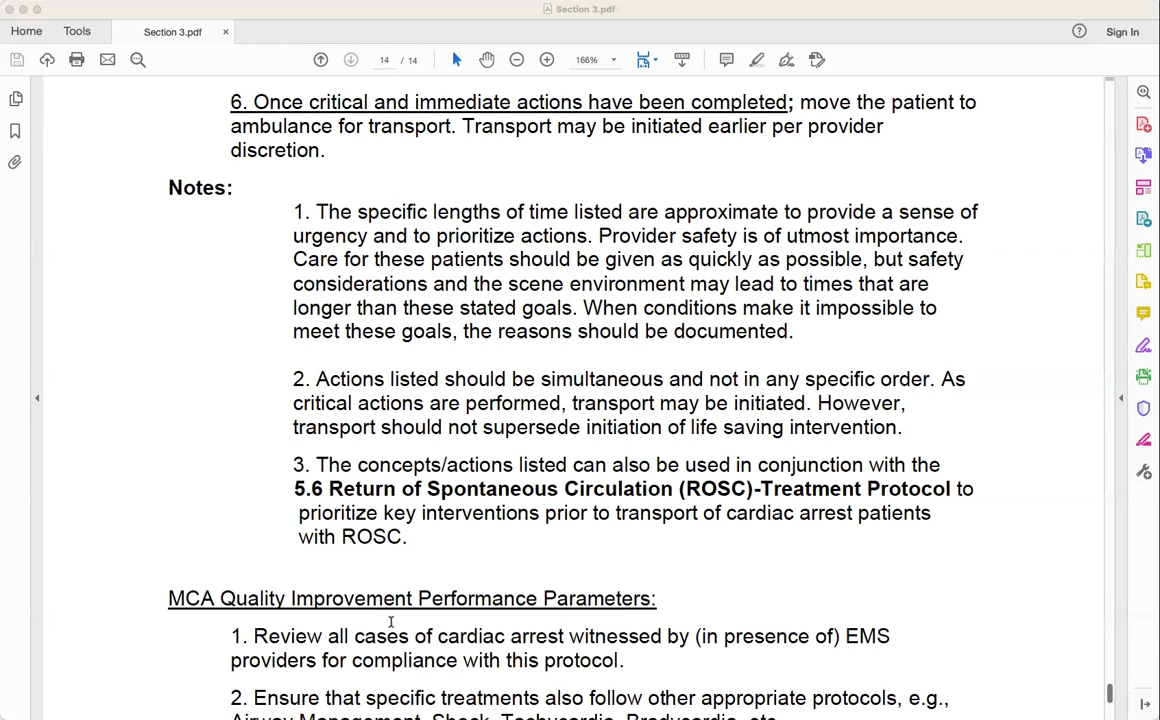 Section 3.pdf
Home Tools Section 3.pdf × Sign In
14 / 14 166%
6. Once critical and immediate actions have been completed; move the patient to
ambulance for transport. Transport may be initiated earlier per provider
discretion.
Notes:
1. The specific lengths of time listed are approximate to provide a sense of
urgency and to prioritize actions. Provider safety is of utmost importance.
Care for these patients should be given as quickly as possible, but safety
considerations and the scene environment may lead to times that are
longer than these stated goals. When conditions make it impossible to
meet these goals, the reasons should be documented.
2. Actions listed should be simultaneous and not in any specific order. As
critical actions are performed, transport may be initiated. However,
transport should not supersede initiation of life saving intervention.
3. The concepts/actions listed can also be used in conjunction with the
5.6 Return of Spontaneous Circulation (ROSC)-Treatment Protocol to
prioritize key interventions prior to transport of cardiac arrest patients
with ROSC.
MCA Quality Improvement Performance Parameters:
1. Review all cases of cardiac arrest witnessed by (in presence of) EMS
providers for compliance with this protocol.
2. Ensure that specific treatments also follow other appropriate protocols, e.g.,
Airway Management, Shock, Tachycardia, Bradycardia, etc.